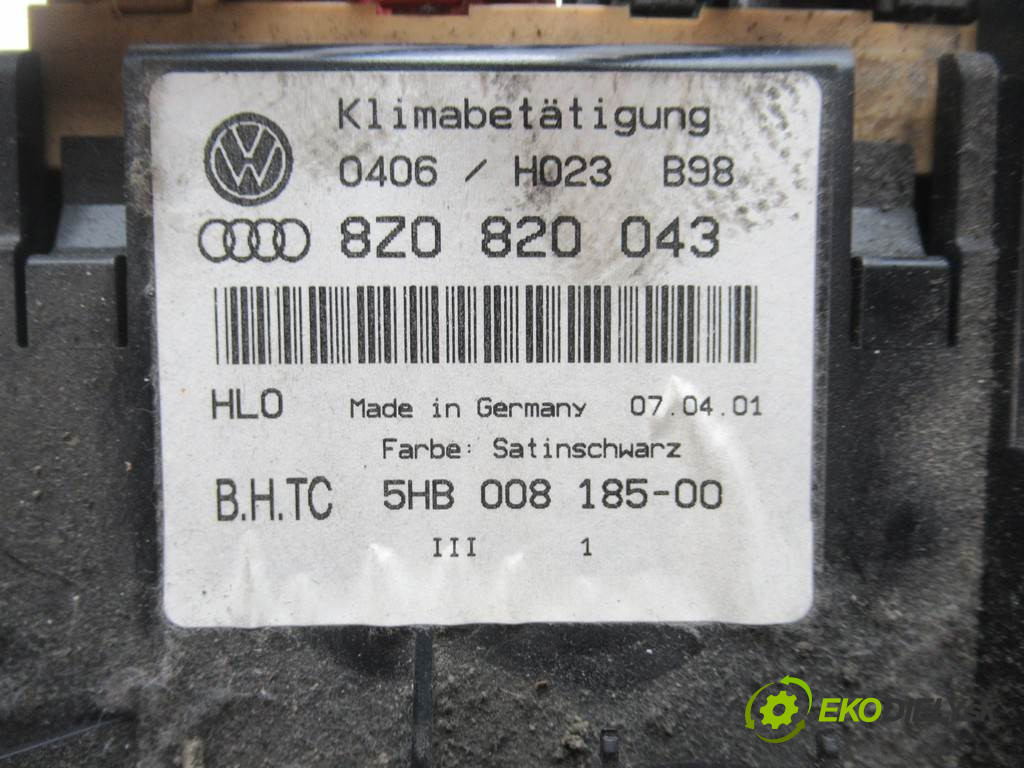 Klimabetätigung
0406 / H023 B98
8Z0 820 043
HLO Made in Germany 07.04.01
Farbe: Satinschwarz
B.H.TC 5HB 008 185-00
III 1
EKODIELY